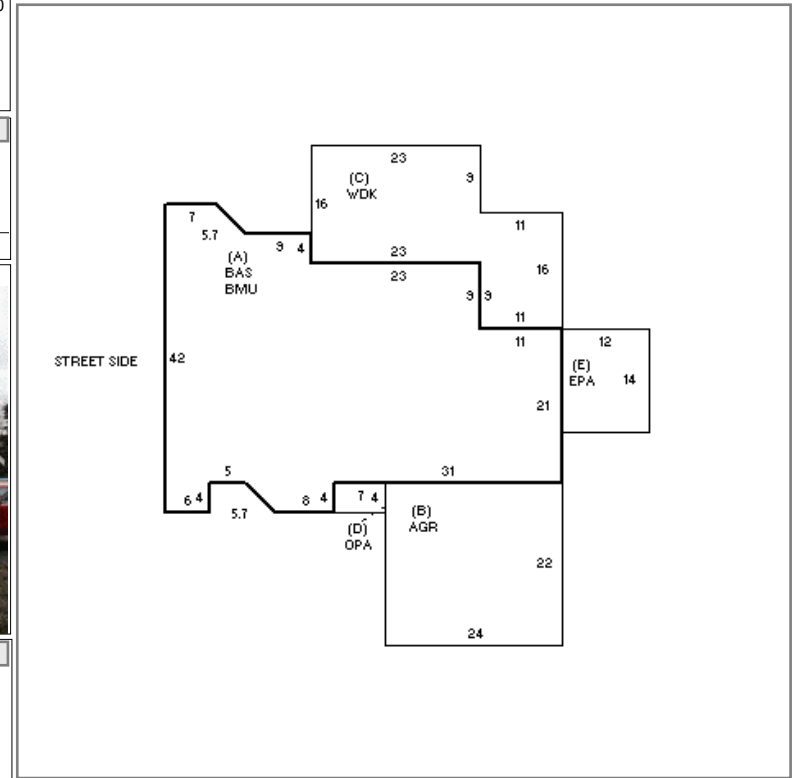 23
(C)
WDK
9
16
7
5.7
9 4
11
23
16
(A)
BAS
BMU
23
9 9
11
11
12
STREET SIDE
42
(E)
EPA
14
21
5
31
6 4
8 4
7 4
5.7
(B)
AGR
(D)
OPA
22
24